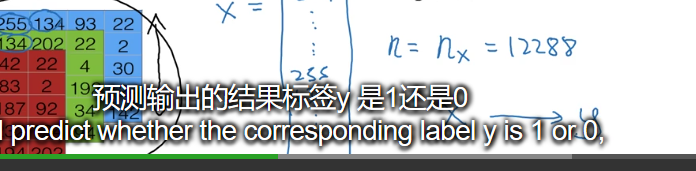 255 134 93 22
134 202 22 2
42 22 4 30
83 2 19
187 92 34 142
x =
255
n = nx = 12288
x → y
预测输出的结果标签y 是1还是0
predict whether the corresponding label y is 1 or 0,